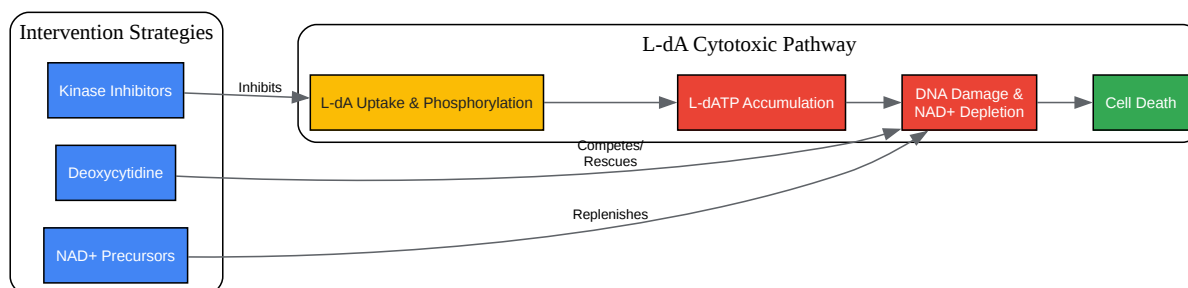 Intervention Strategies
Kinase Inhibitors
Deoxycytidine
NAD+ Precursors
Inhibits
Competes/
Rescues
Replenishes
L-dA Cytotoxic Pathway
L-dA Uptake & Phosphorylation
L-dATP Accumulation
DNA Damage &
NAD+ Depletion
Cell Death